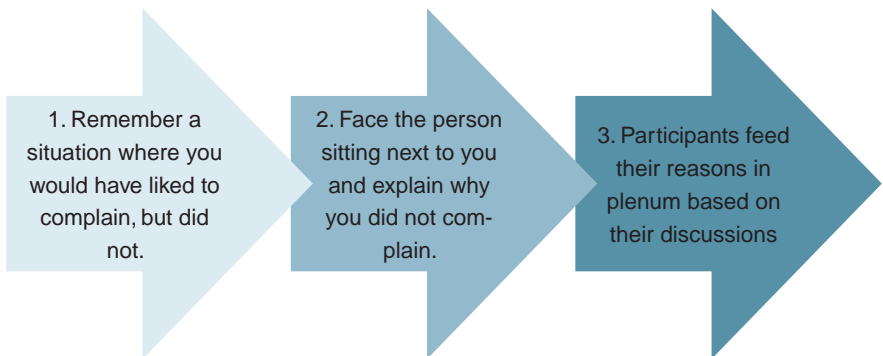 1. Remember a
situation where you
would have liked to
complain, but did
not.
2. Face the person
sitting next to you
and explain why
you did not com-
plain.
3. Participants feed
their reasons in
plenum based on
their discussions